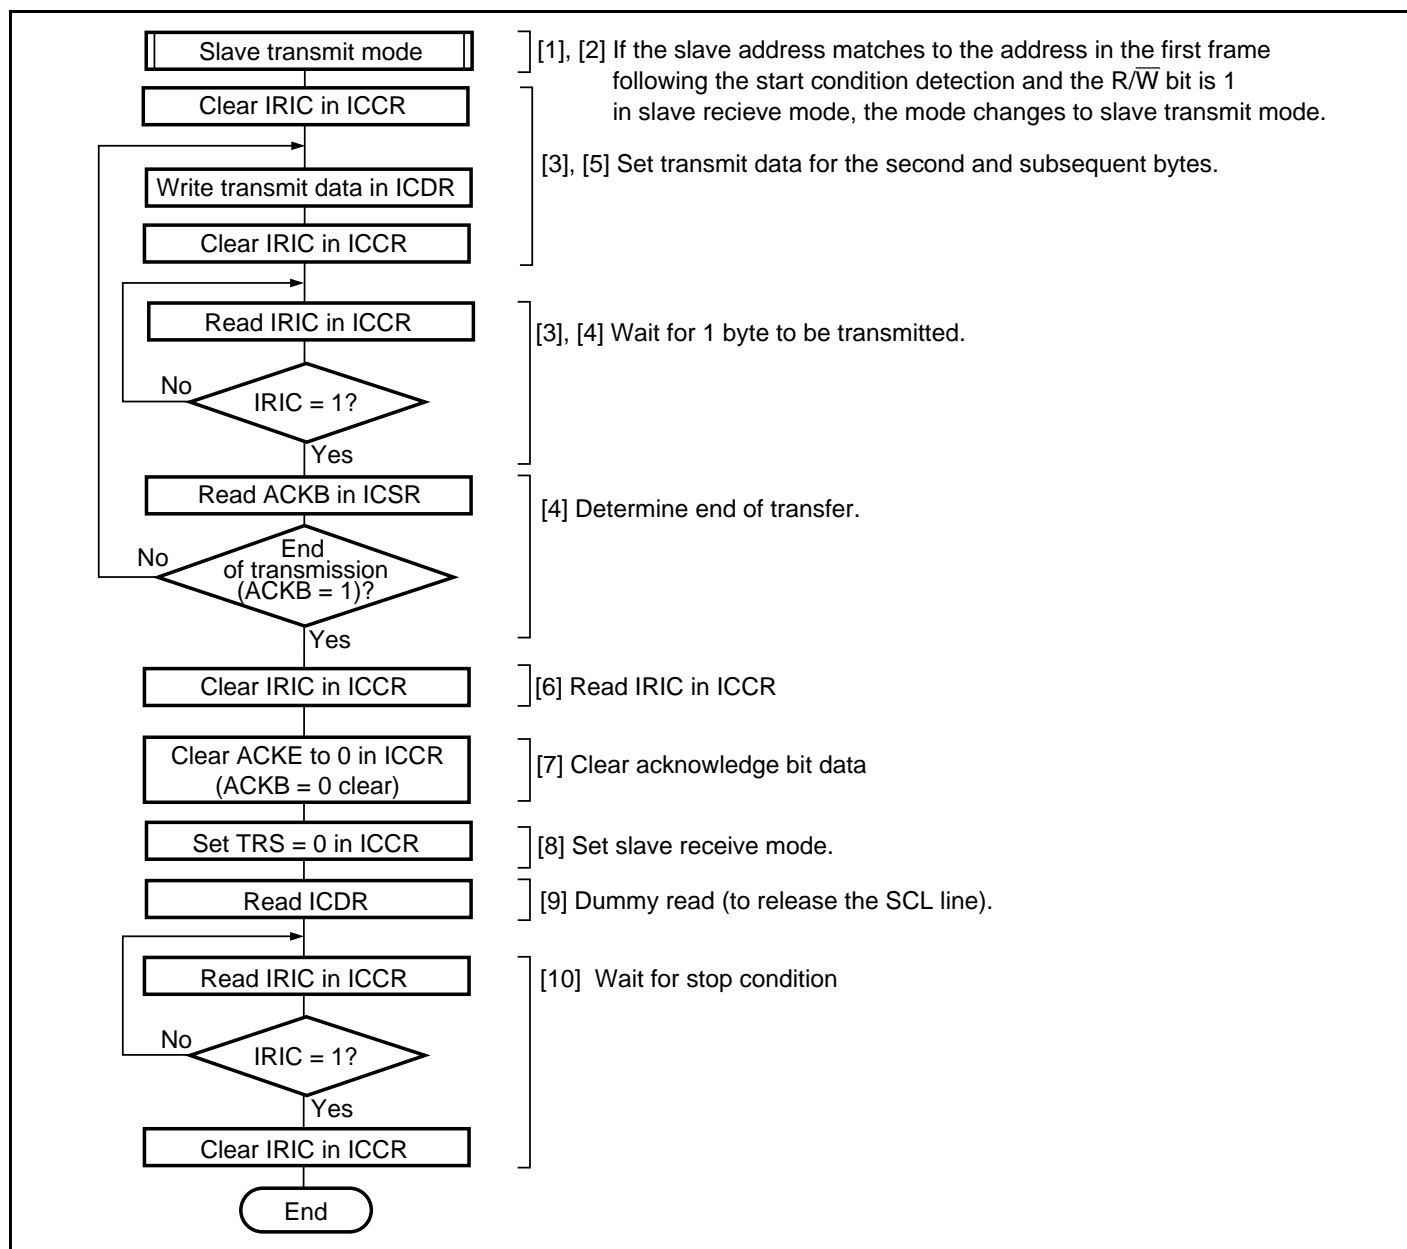 Slave transmit mode
[1], [2] If the slave address matches to the address in the first frame
following the start condition detection and the R/W̅ bit is 1
in slave recieve mode, the mode changes to slave transmit mode.
Clear IRIC in ICCR
[3], [5] Set transmit data for the second and subsequent bytes.
Write transmit data in ICDR
Clear IRIC in ICCR
Read IRIC in ICCR
[3], [4] Wait for 1 byte to be transmitted.
No
IRIC = 1?
Yes
Read ACKB in ICSR
[4] Determine end of transfer.
No
End
of transmission
(ACKB = 1)?
Yes
Clear IRIC in ICCR
[6] Read IRIC in ICCR
Clear ACKE to 0 in ICCR
(ACKB = 0 clear)
[7] Clear acknowledge bit data
Set TRS = 0 in ICCR
[8] Set slave receive mode.
Read ICDR
[9] Dummy read (to release the SCL line).
Read IRIC in ICCR
[10] Wait for stop condition
No
IRIC = 1?
Yes
Clear IRIC in ICCR
End